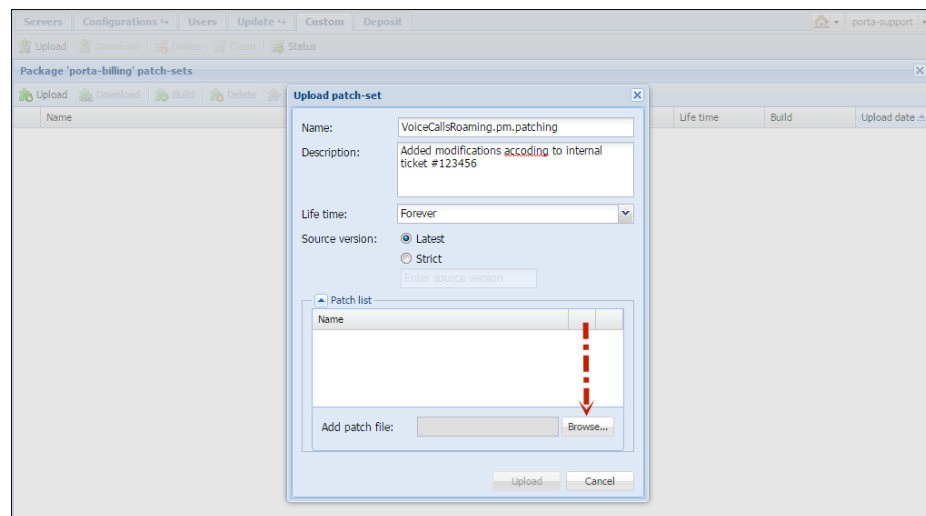 Servers Configurations Users Update Custom Deposit porta-support
Upload Download Delete Clean Status
Package 'porta-billing' patch-sets
Upload Download Build Delete
Name Life time Build Upload date
Upload patch-set
Name: VoiceCallsRoaming.pm.patching
Description: Added modifications accoding to internal
ticket #123456
Life time: Forever
Source version: Latest
Strict
Enter source version
Patch list
Name
Add patch file: Browse...
Upload Cancel